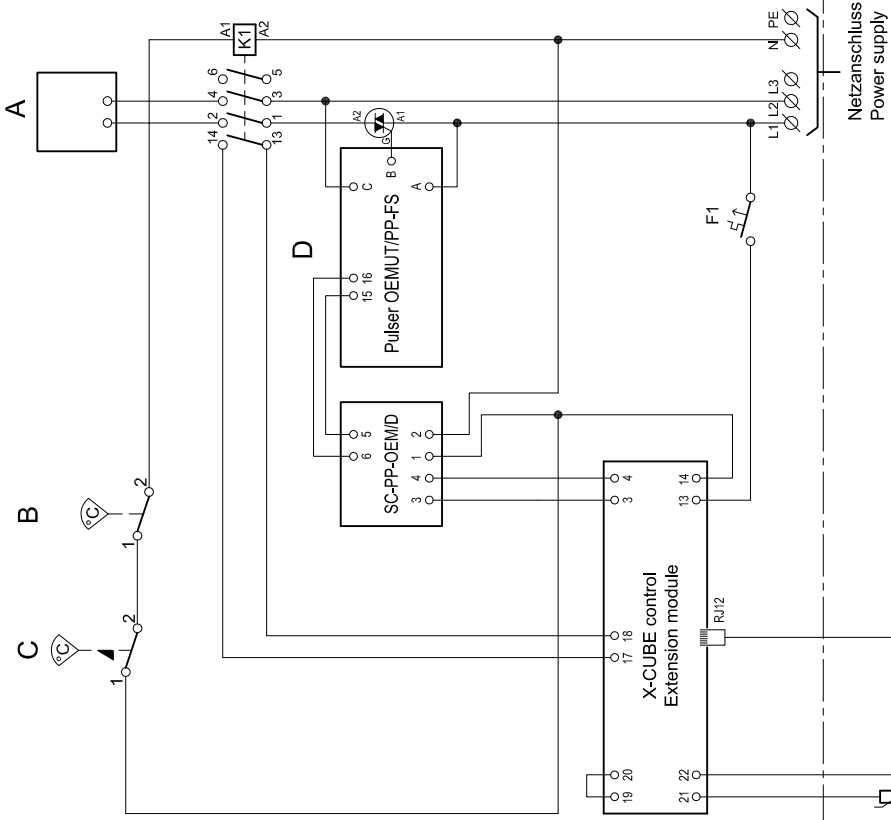 A
B
C
D
°C
°C
1
2
1
2
A1
K1
A2
6
5
4
3
2
1
14
13
A2
A1
G
B
C
A
16
15
Pulser OEMUT/PP-FS
SC-PP-OEM/D
5
6
2
1
4
3
F1
L1
L2
L3
N
PE
Netzanschluss
Power supply
X-CUBE control
Extension module
4
3
14
13
18
17
20
19
22
21
RJ12